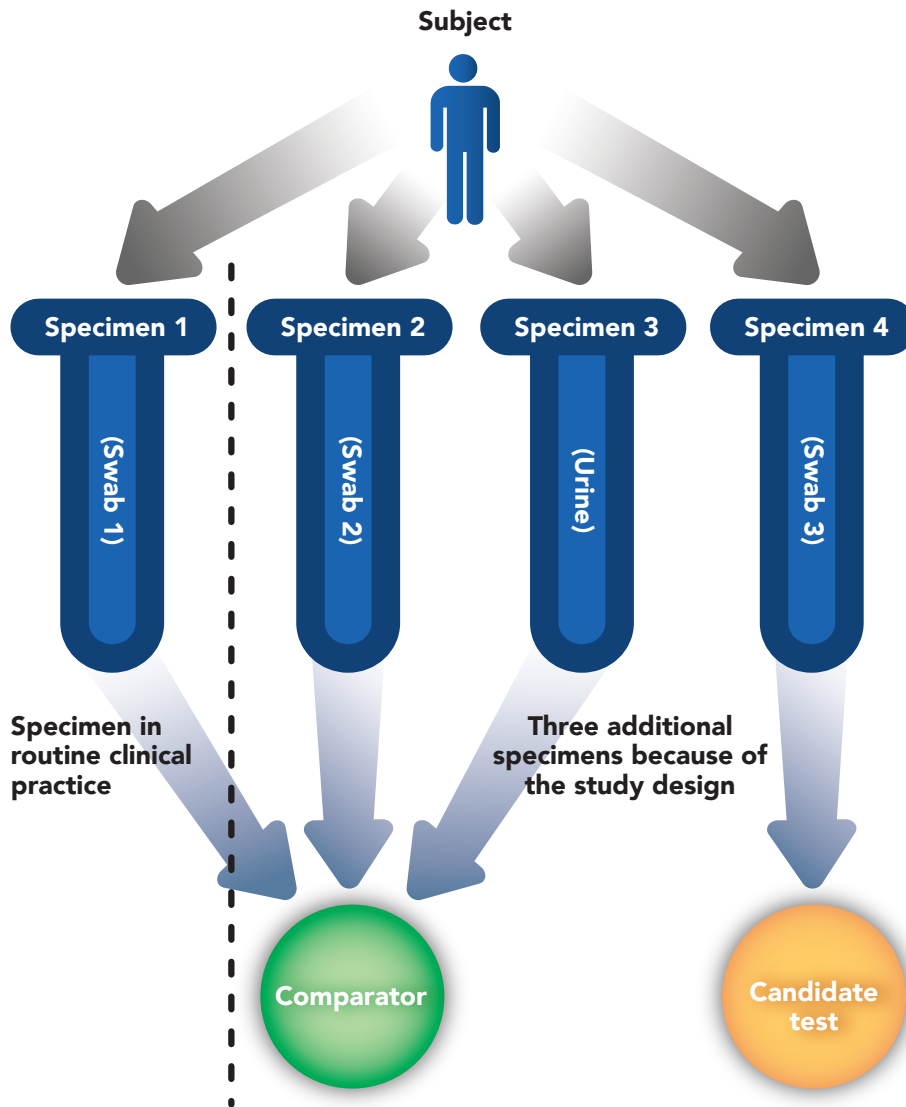 Subject
Specimen 1
Specimen 2
Specimen 3
Specimen 4
(Swab 1)
(Swab 2)
(Urine)
(Swab 3)
Specimen in
routine clinical
practice
Three additional
specimens because of
the study design
Comparator
Candidate
test